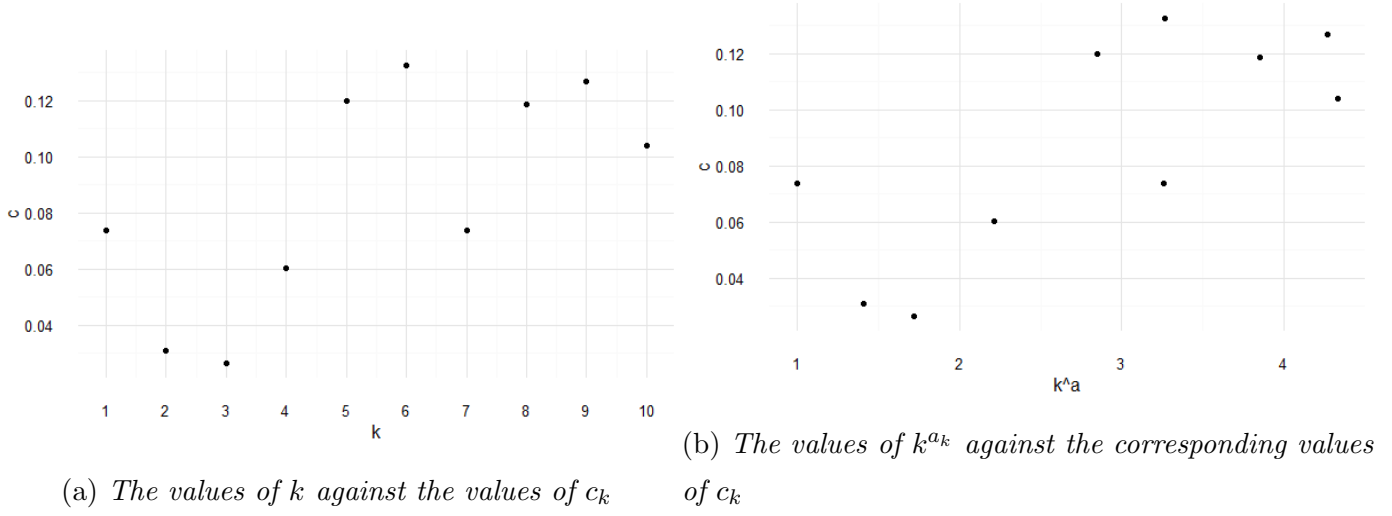 0.12
0.10
c 0.08
0.06
0.04
1 2 3 4 5 6 7 8 9 10
k
(a) The values of k against the values of c_k
0.12
0.10
c 0.08
0.06
0.04
1 2 3 4
k^a
(b) The values of k^{a_k} against the corresponding values
of c_k